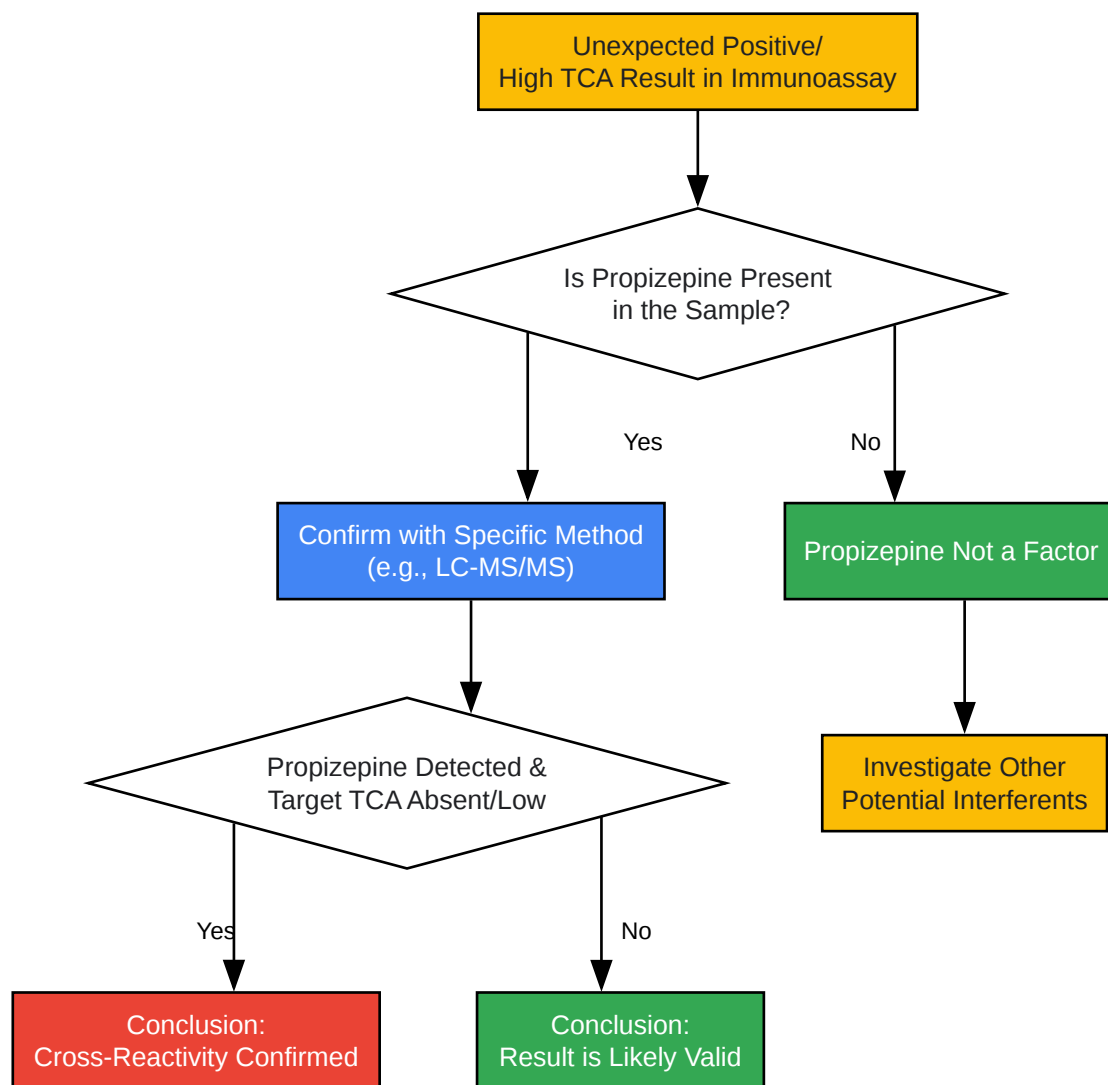 Unexpected Positive/
High TCA Result in Immunoassay
Is Propizepine Present
in the Sample?
Yes
No
Confirm with Specific Method
(e.g., LC-MS/MS)
Propizepine Not a Factor
Propizepine Detected &
Target TCA Absent/Low
Investigate Other
Potential Interferents
Yes
No
Conclusion:
Cross-Reactivity Confirmed
Conclusion:
Result is Likely Valid